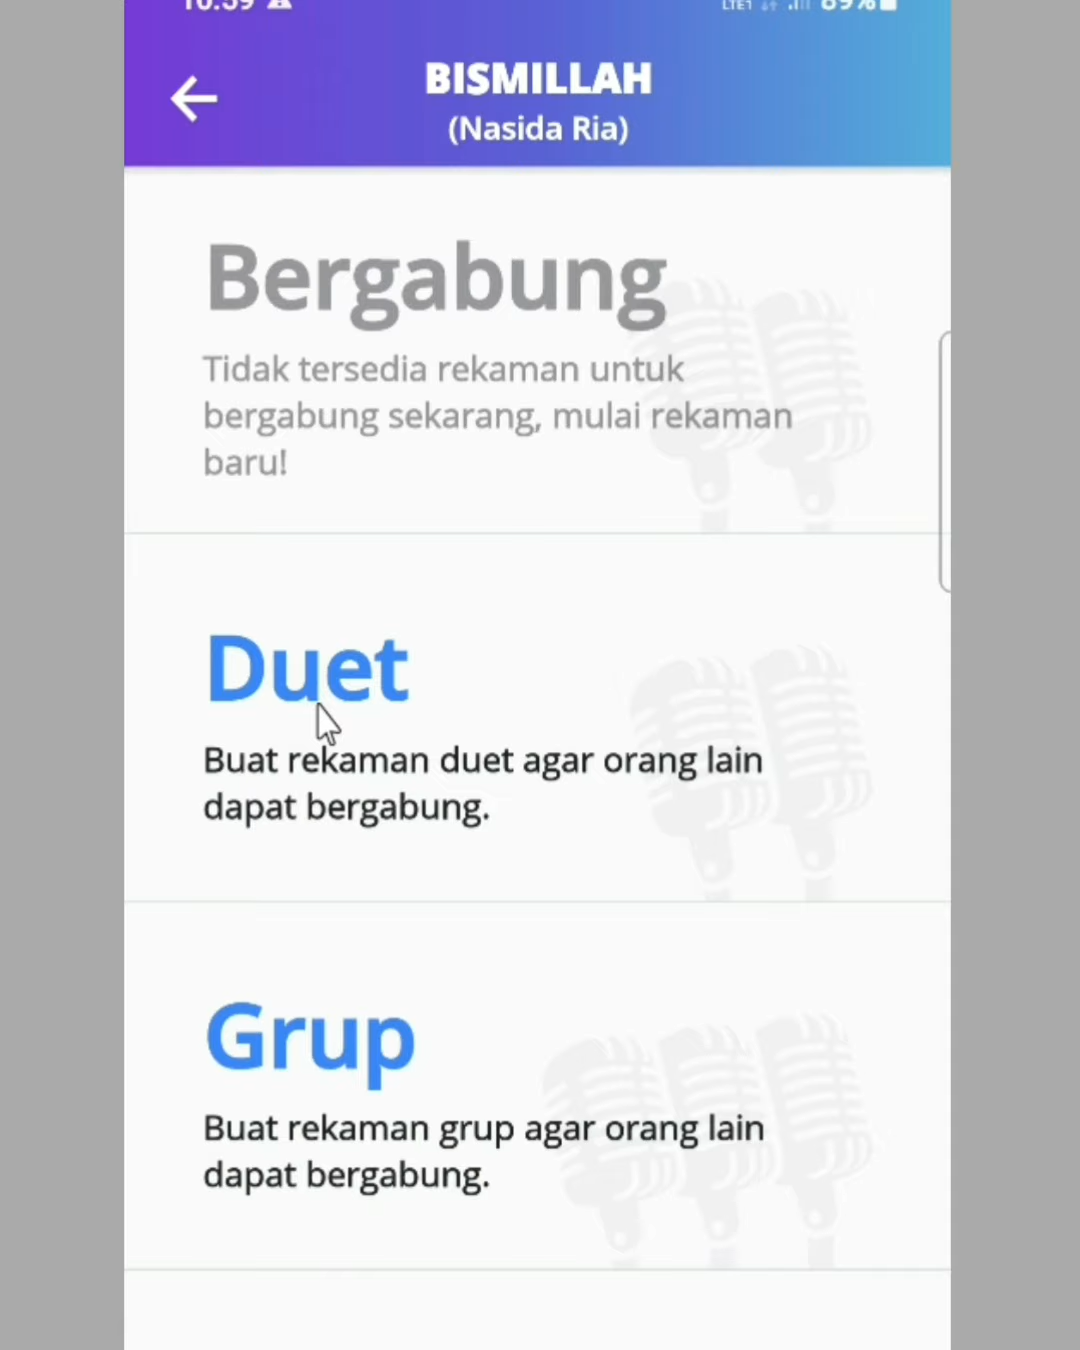 BISMILLAH
(Nasida Ria)
Bergabung
Tidak tersedia rekaman untuk
bergabung sekarang, mulai rekaman
baru!
Duet
Buat rekaman duet agar orang lain
dapat bergabung.
Grup
Buat rekaman grup agar orang lain
dapat bergabung.